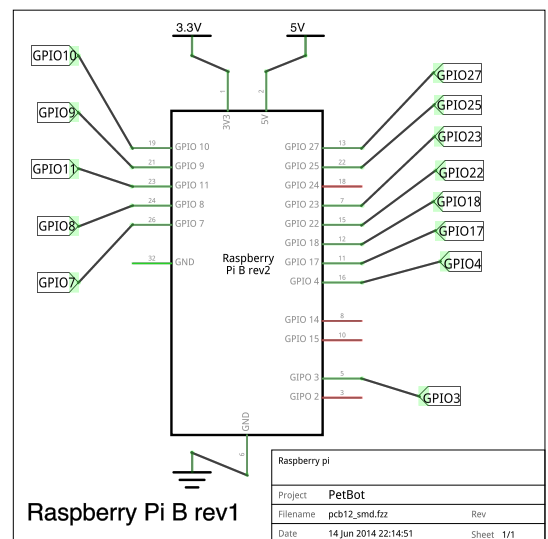 3.3V
5V
GPIO10
GPIO9
GPIO11
GPIO8
GPIO7
1
3V3
2
5V
19 GPIO 10
21 GPIO 9
23 GPIO 11
24 GPIO 8
26 GPIO 7
32 GND
Raspberry
Pi B rev2
GPIO 27 13
GPIO 25 22
GPIO 24 18
GPIO 23 7
GPIO 22 15
GPIO 18 12
GPIO 17 11
GPIO 4 16
GPIO 14 8
GPIO 15 10
GIPO 3 5
GIPO 2 3
GPIO27
GPIO25
GPIO23
GPIO22
GPIO18
GPIO17
GPIO4
GPIO3
GND
6
Raspberry Pi B rev1
Raspberry pi
Project PetBot
Filename pcb12_smd.fzz Rev
Date 14 Jun 2014 22:14:51 Sheet 1/1